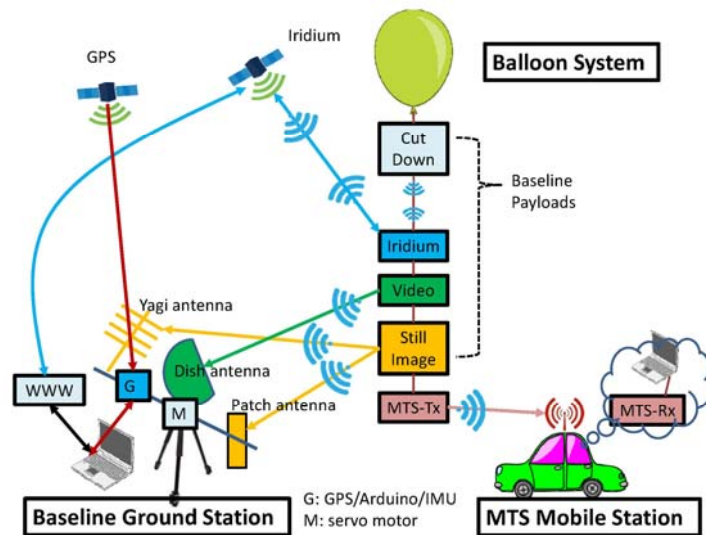 GPS
Iridium
Balloon System
Cut
Down
Baseline
Payloads
Iridium
Video
Yagi antenna
Still
Image
Dish antenna
WWW
G
M
Patch antenna
MTS-Tx
MTS-Rx
G: GPS/Arduino/IMU
M: servo motor
Baseline Ground Station
MTS Mobile Station